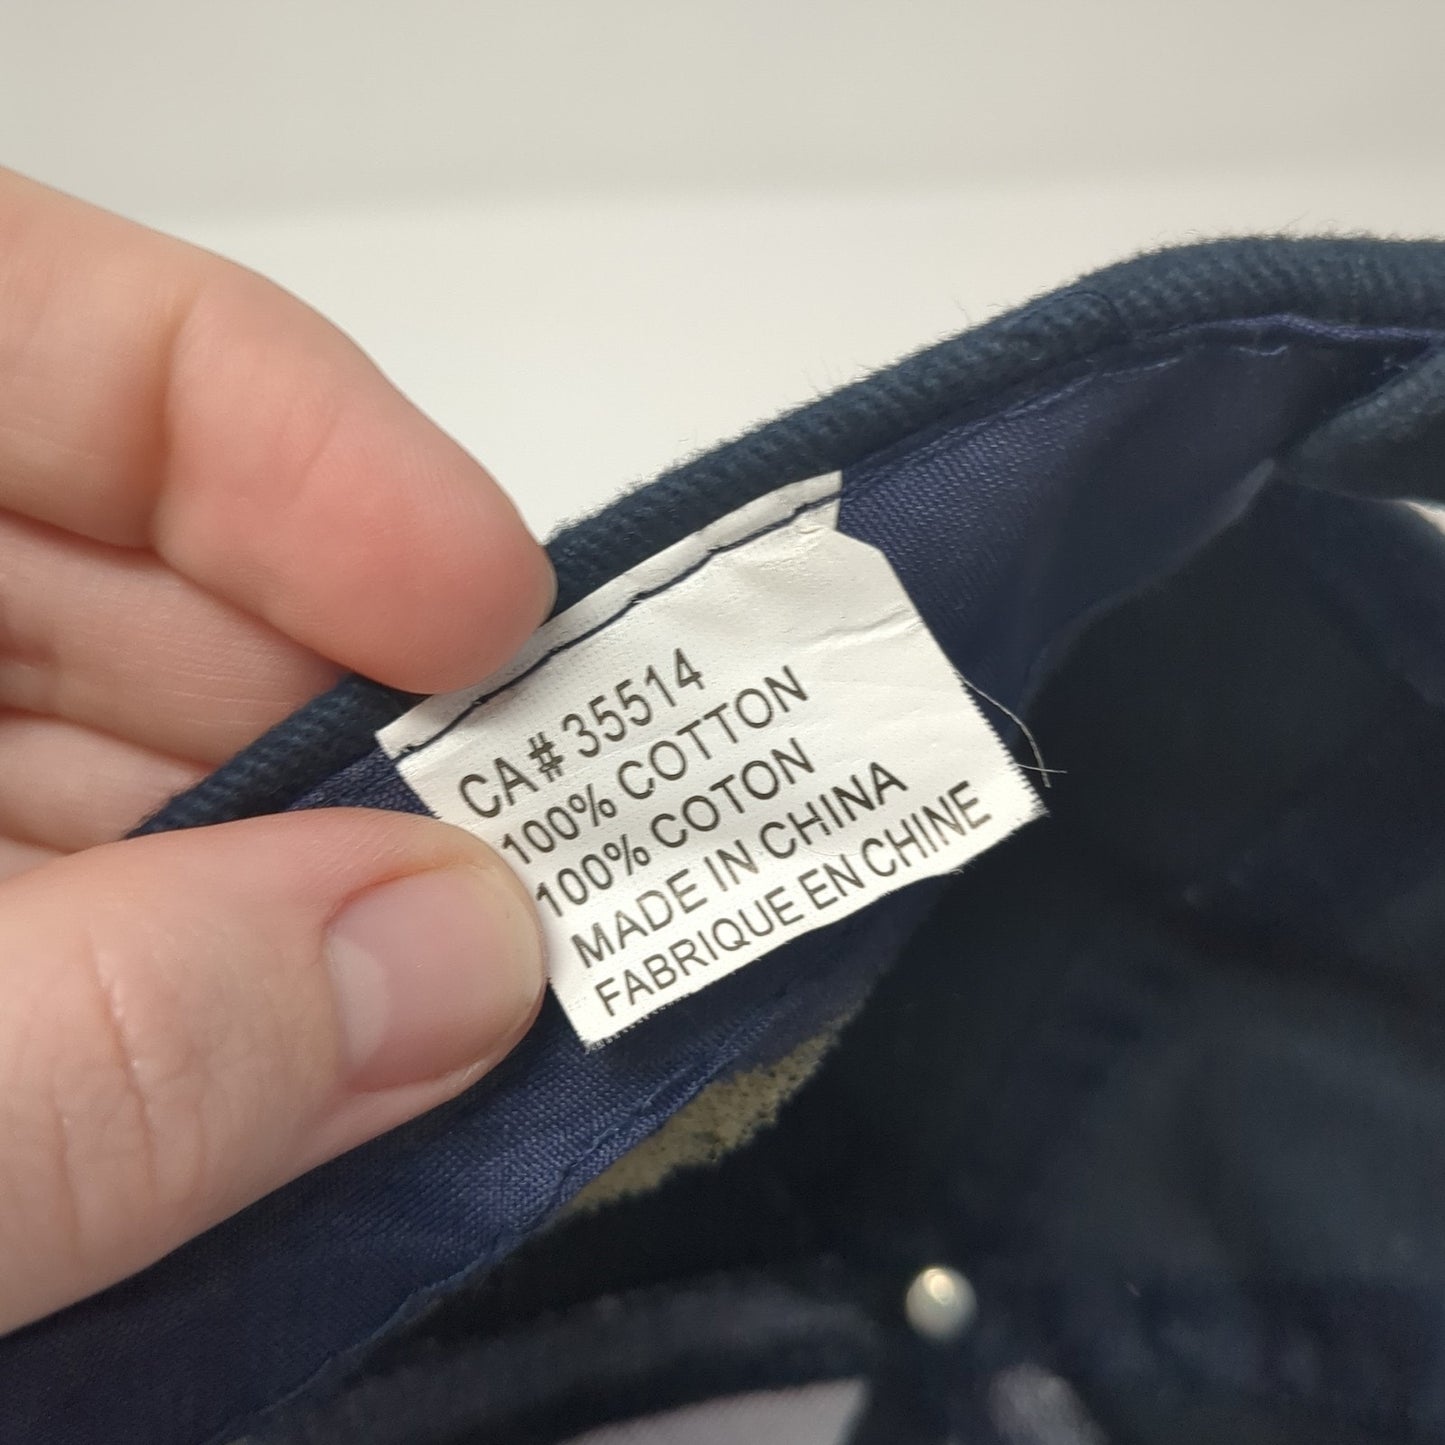 CA# 35514
100% COTTON
100% COTON
MADE IN CHINA
FABRIQUE EN CHINE